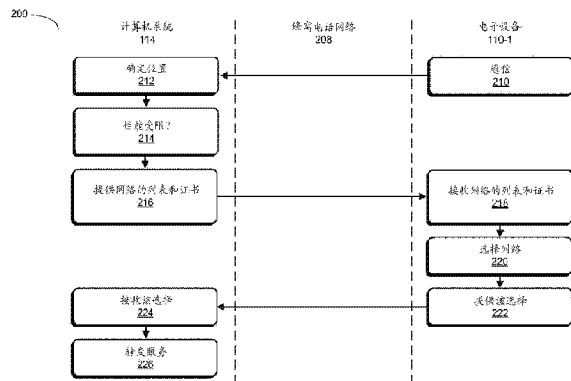 200
计算机系统
114
蜂窝电话网络
208
电子设备
110-1
确定位置
212
通信
210
性能受限?
214
提供网络的列表和证书
216
接收网络的列表和证书
218
选择网络
220
接收该选择
224
提供该选择
222
转变服务
226